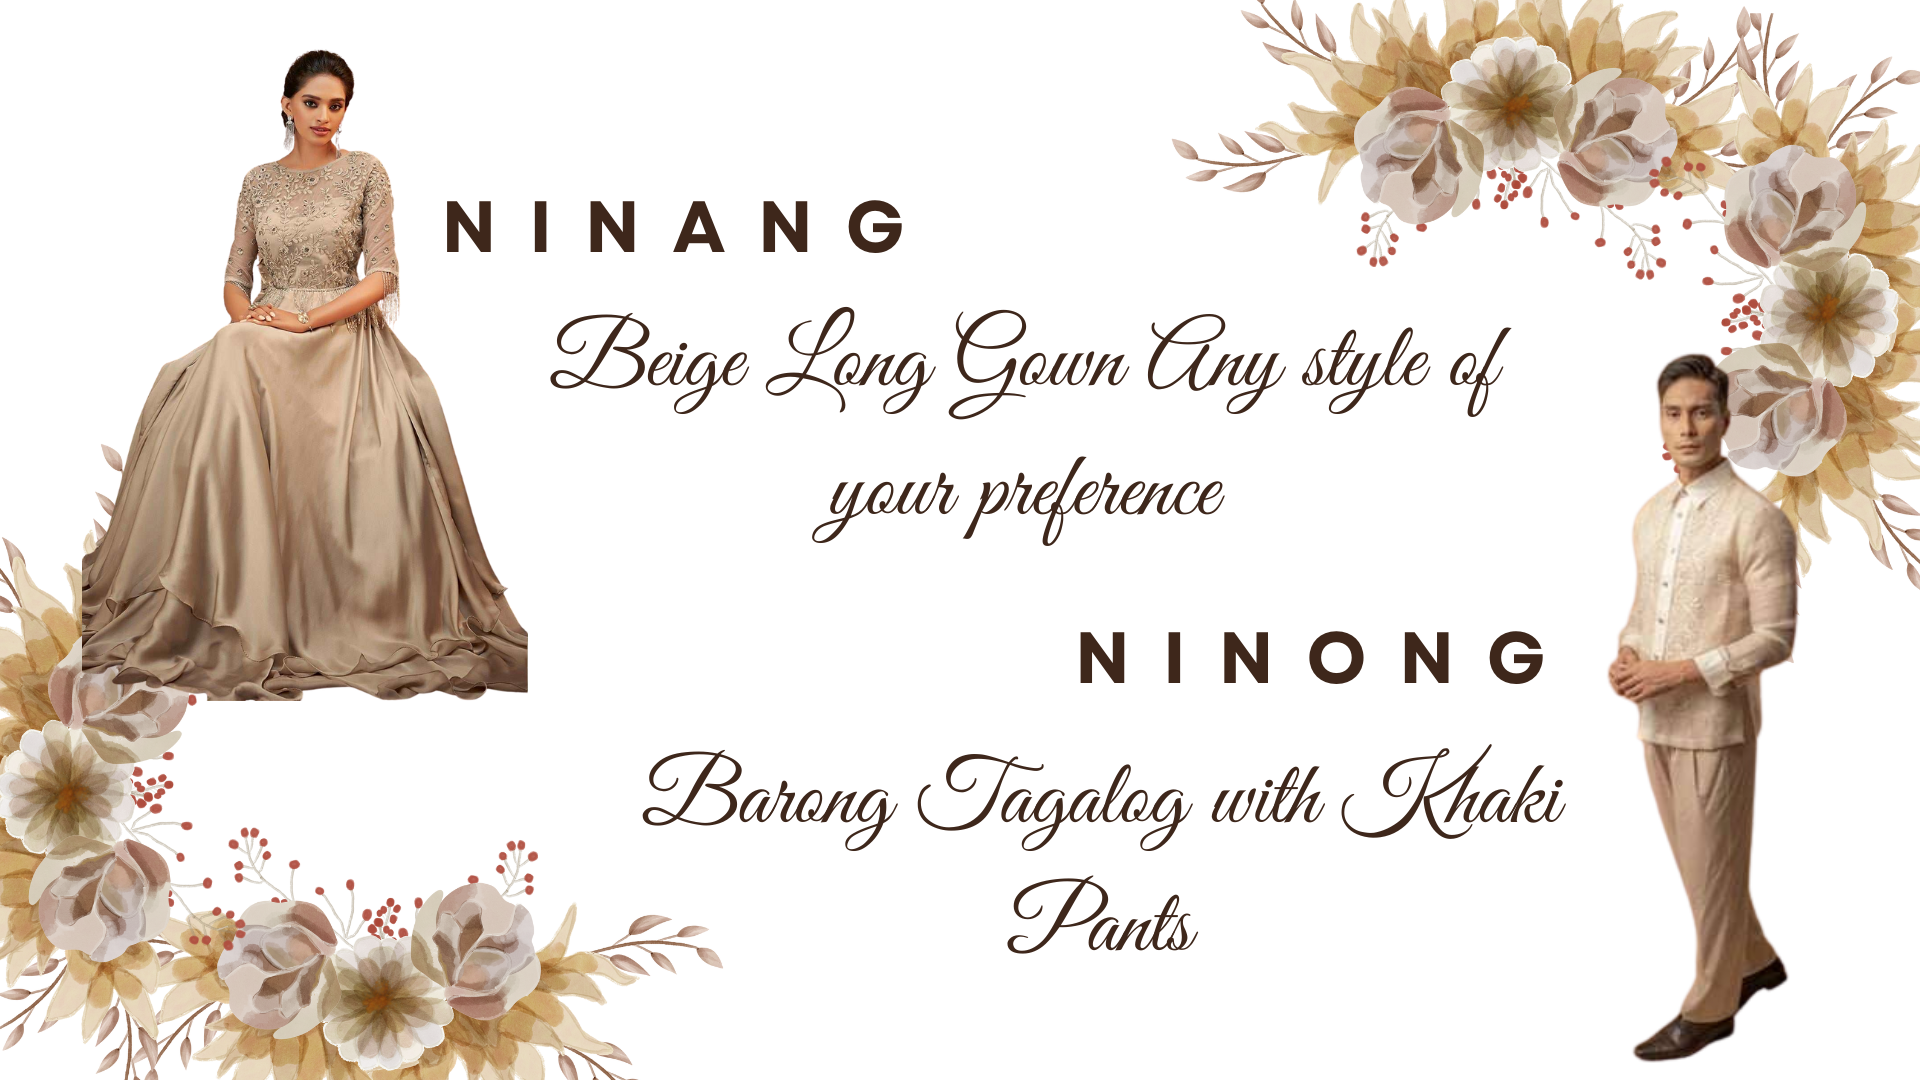 NINANG
Beige Long Gown Any style of
your preference
NINONG
Barong Tagalog with Khaki
Pants